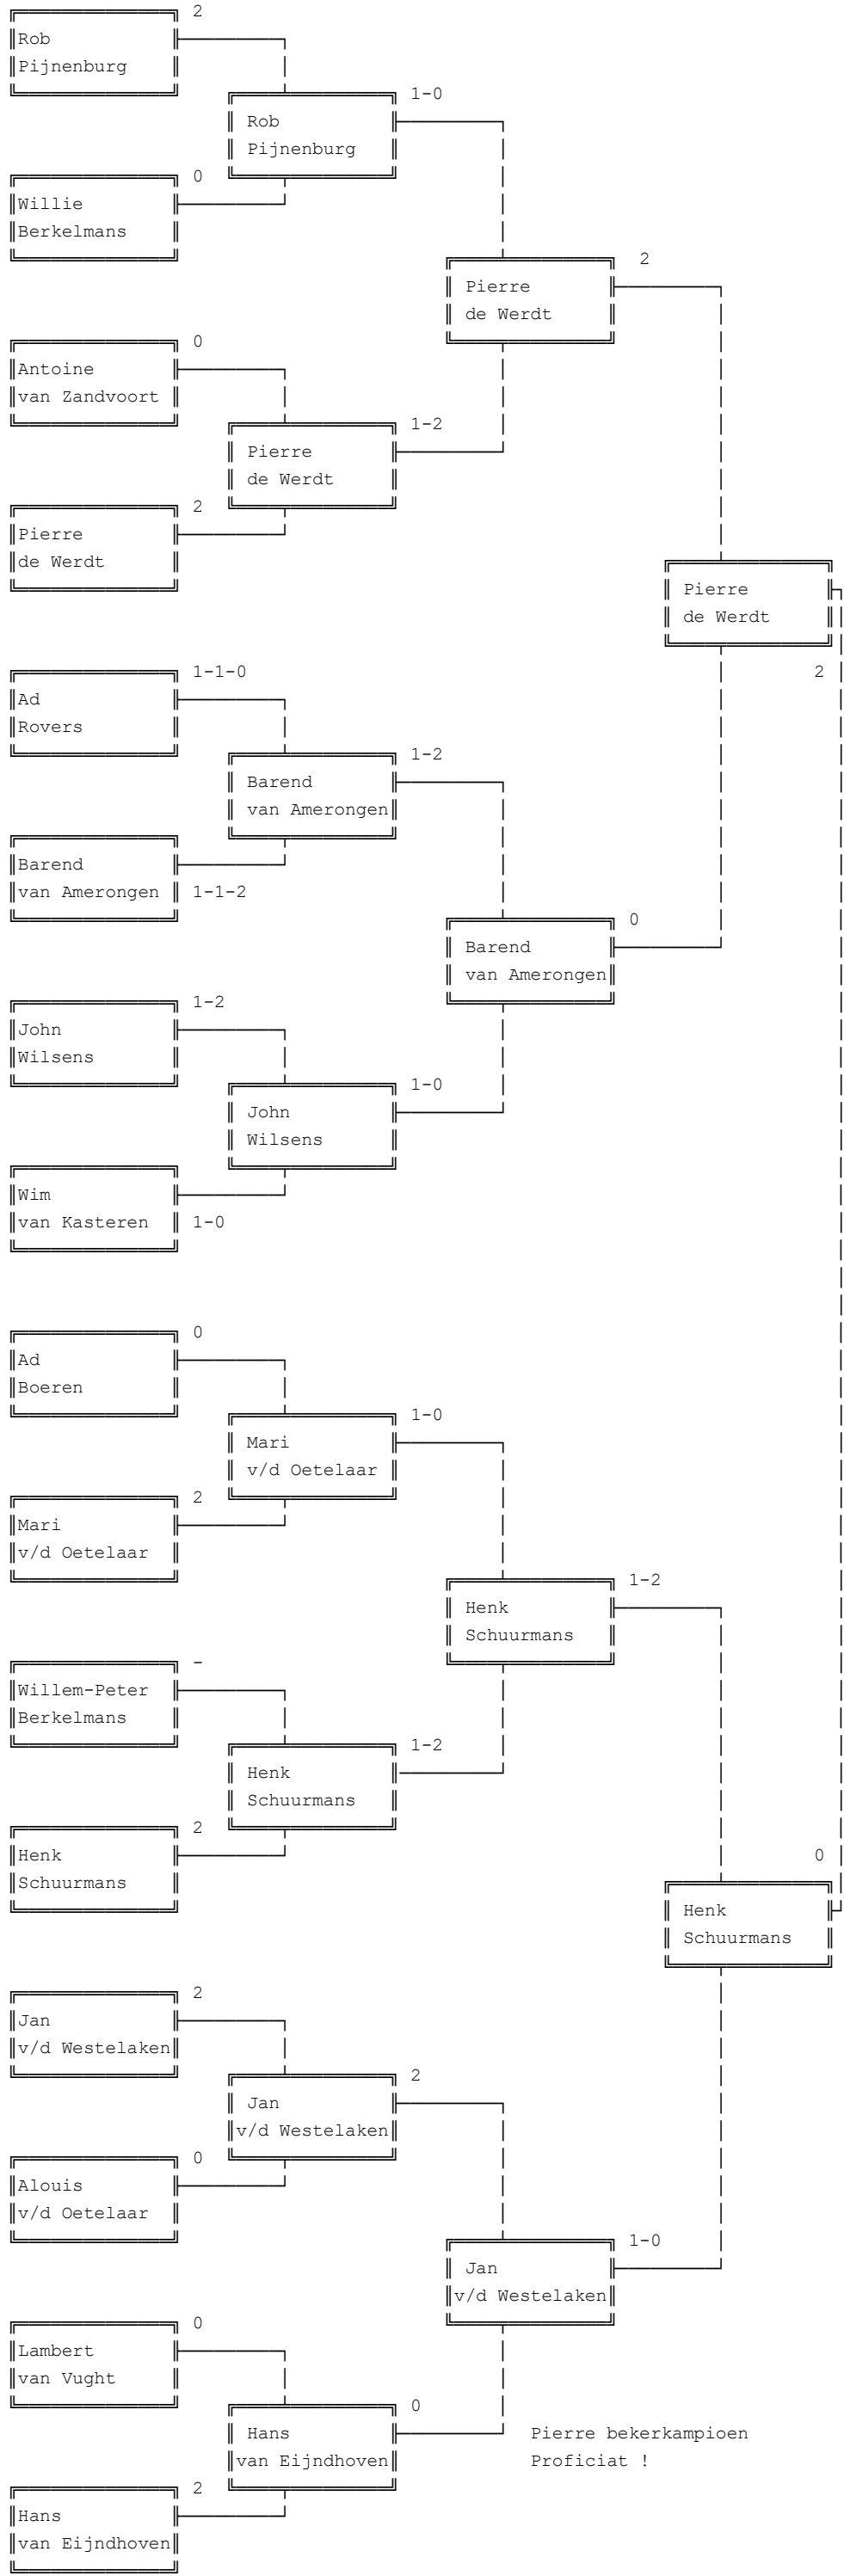 2
Rob
Pijnenburg
1-0
Rob
Pijnenburg
0
Willie
Berkelmans
2
Pierre
de Werdt
0
Antoine
van Zandvoort
1-2
Pierre
de Werdt
2
Pierre
de Werdt
Pierre
de Werdt
2
1-1-0
Ad
Rovers
1-2
Barend
van Amerongen
Barend
van Amerongen 1-1-2
0
Barend
van Amerongen
1-2
John
Wilsens
1-0
John
Wilsens
Wim
van Kasteren 1-0
0
Ad
Boeren
1-0
Mari
v/d Oetelaar
2
Mari
v/d Oetelaar
1-2
Henk
Schuurmans
-
Willem-Peter
Berkelmans
1-2
Henk
Schuurmans
2
Henk
Schuurmans
0
Henk
Schuurmans
2
Jan
v/d Westelaken
2
Jan
v/d Westelaken
0
Alouis
v/d Oetelaar
1-0
Jan
v/d Westelaken
0
Lambert
van Vught
0
Hans
van Eijndhoven
Pierre bekerkampioen
Proficiat !
2
Hans
van Eijndhoven